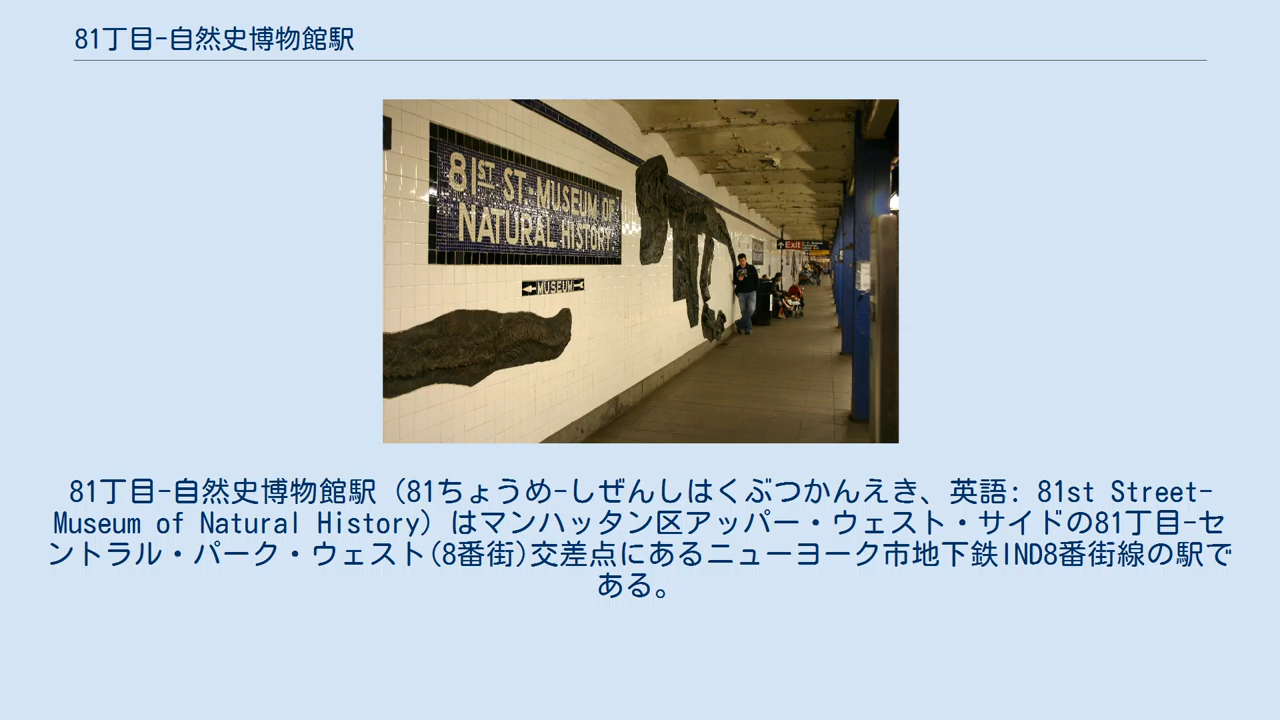 81丁目-自然史博物館駅
81ST ST-MUSEUM OF
NATURAL HISTORY
MUSEUM
Exit
81丁目-自然史博物館駅（81ちょうめ-しぜんしはくぶつかんえき、英語: 81st Street-
Museum of Natural History）はマンハッタン区アッパー・ウェスト・サイドの81丁目-セ
ントラル・パーク・ウェスト(8番街)交差点にあるニューヨーク市地下鉄IND8番街線の駅で
ある。